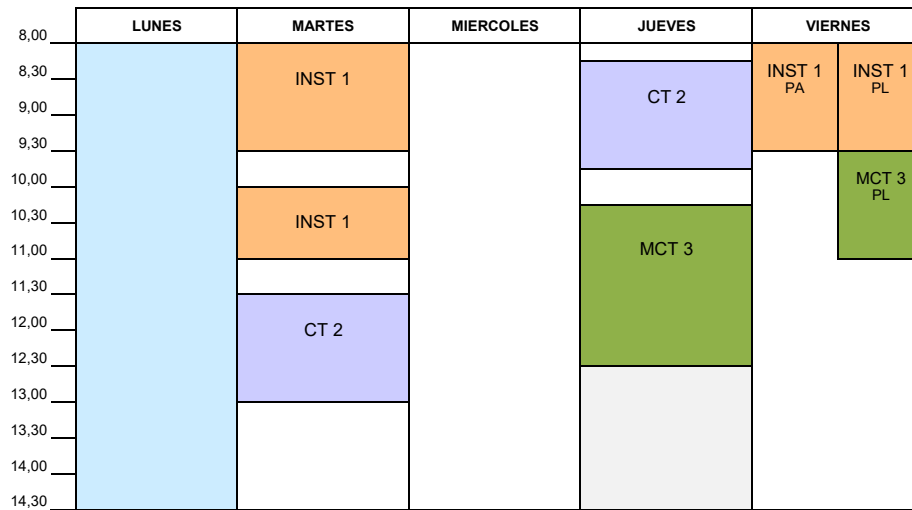 LUNES MARTES MIERCOLES JUEVES VIERNES
8,00
8,30
9,00
9,30
10,00
10,30
11,00
11,30
12,00
12,30
13,00
13,30
14,00
14,30
INST 1
INST 1
CT 2
CT 2
MCT 3
INST 1
PA
INST 1
PL
MCT 3
PL